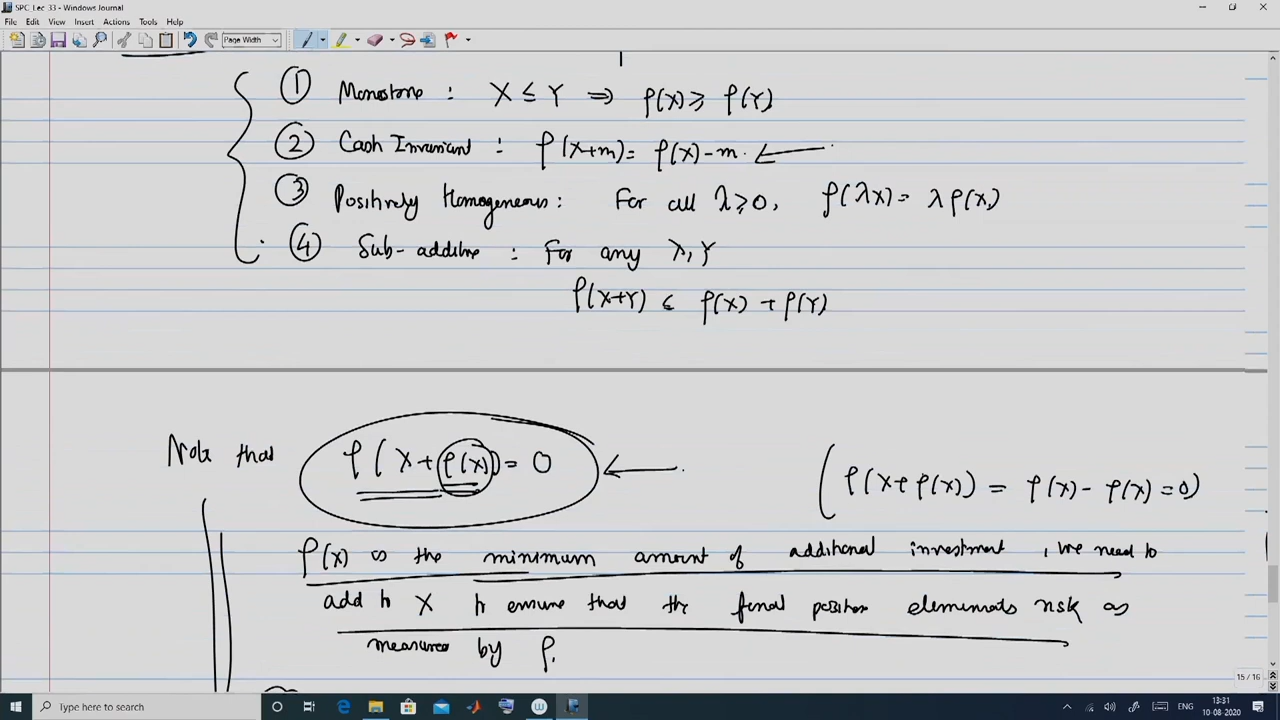 SPC_Lec 33 - Windows Journal
File Edit View Insert Actions Tools Help
Page Width
① Monotone : X ≤ Y ⇒ ρ(X) ≥ ρ(Y)
② Cash Invariant : ρ(X+m) = ρ(X) - m.
③ Positively Homogeneous : For all λ ≥ 0, ρ(λX) = λρ(X)
④ Sub-additive : For any X, Y
ρ(X+Y) ≤ ρ(X) + ρ(Y)
Note that ρ(X+ρ(X)) = 0
(ρ(X+ρ(X)) = ρ(X) - ρ(X) = 0)
ρ(X) is the minimum amount of additional investment, we need to
add to X to ensure that the final position eliminates risk as
measured by ρ.
15 / 16
Type here to search
ENG
13:31
10-08-2020